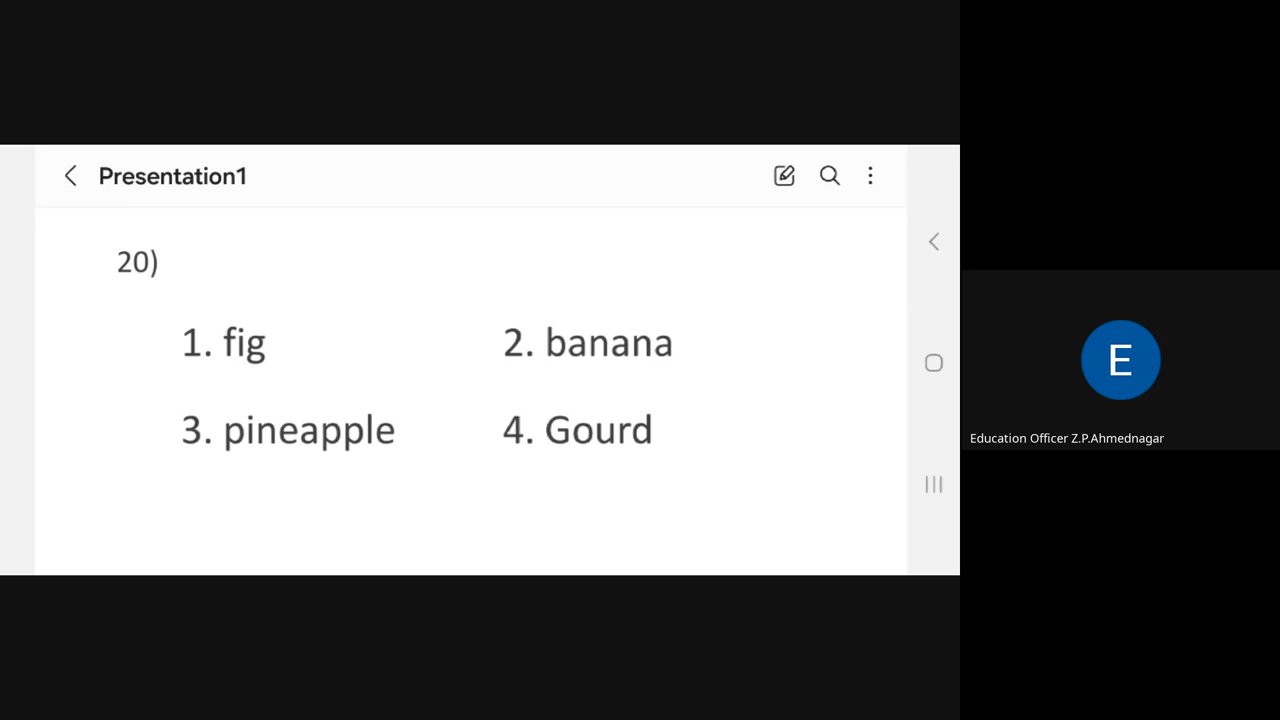 Presentation1
20)
1. fig 2. banana
3. pineapple 4. Gourd
E
Education Officer Z.P.Ahmednagar